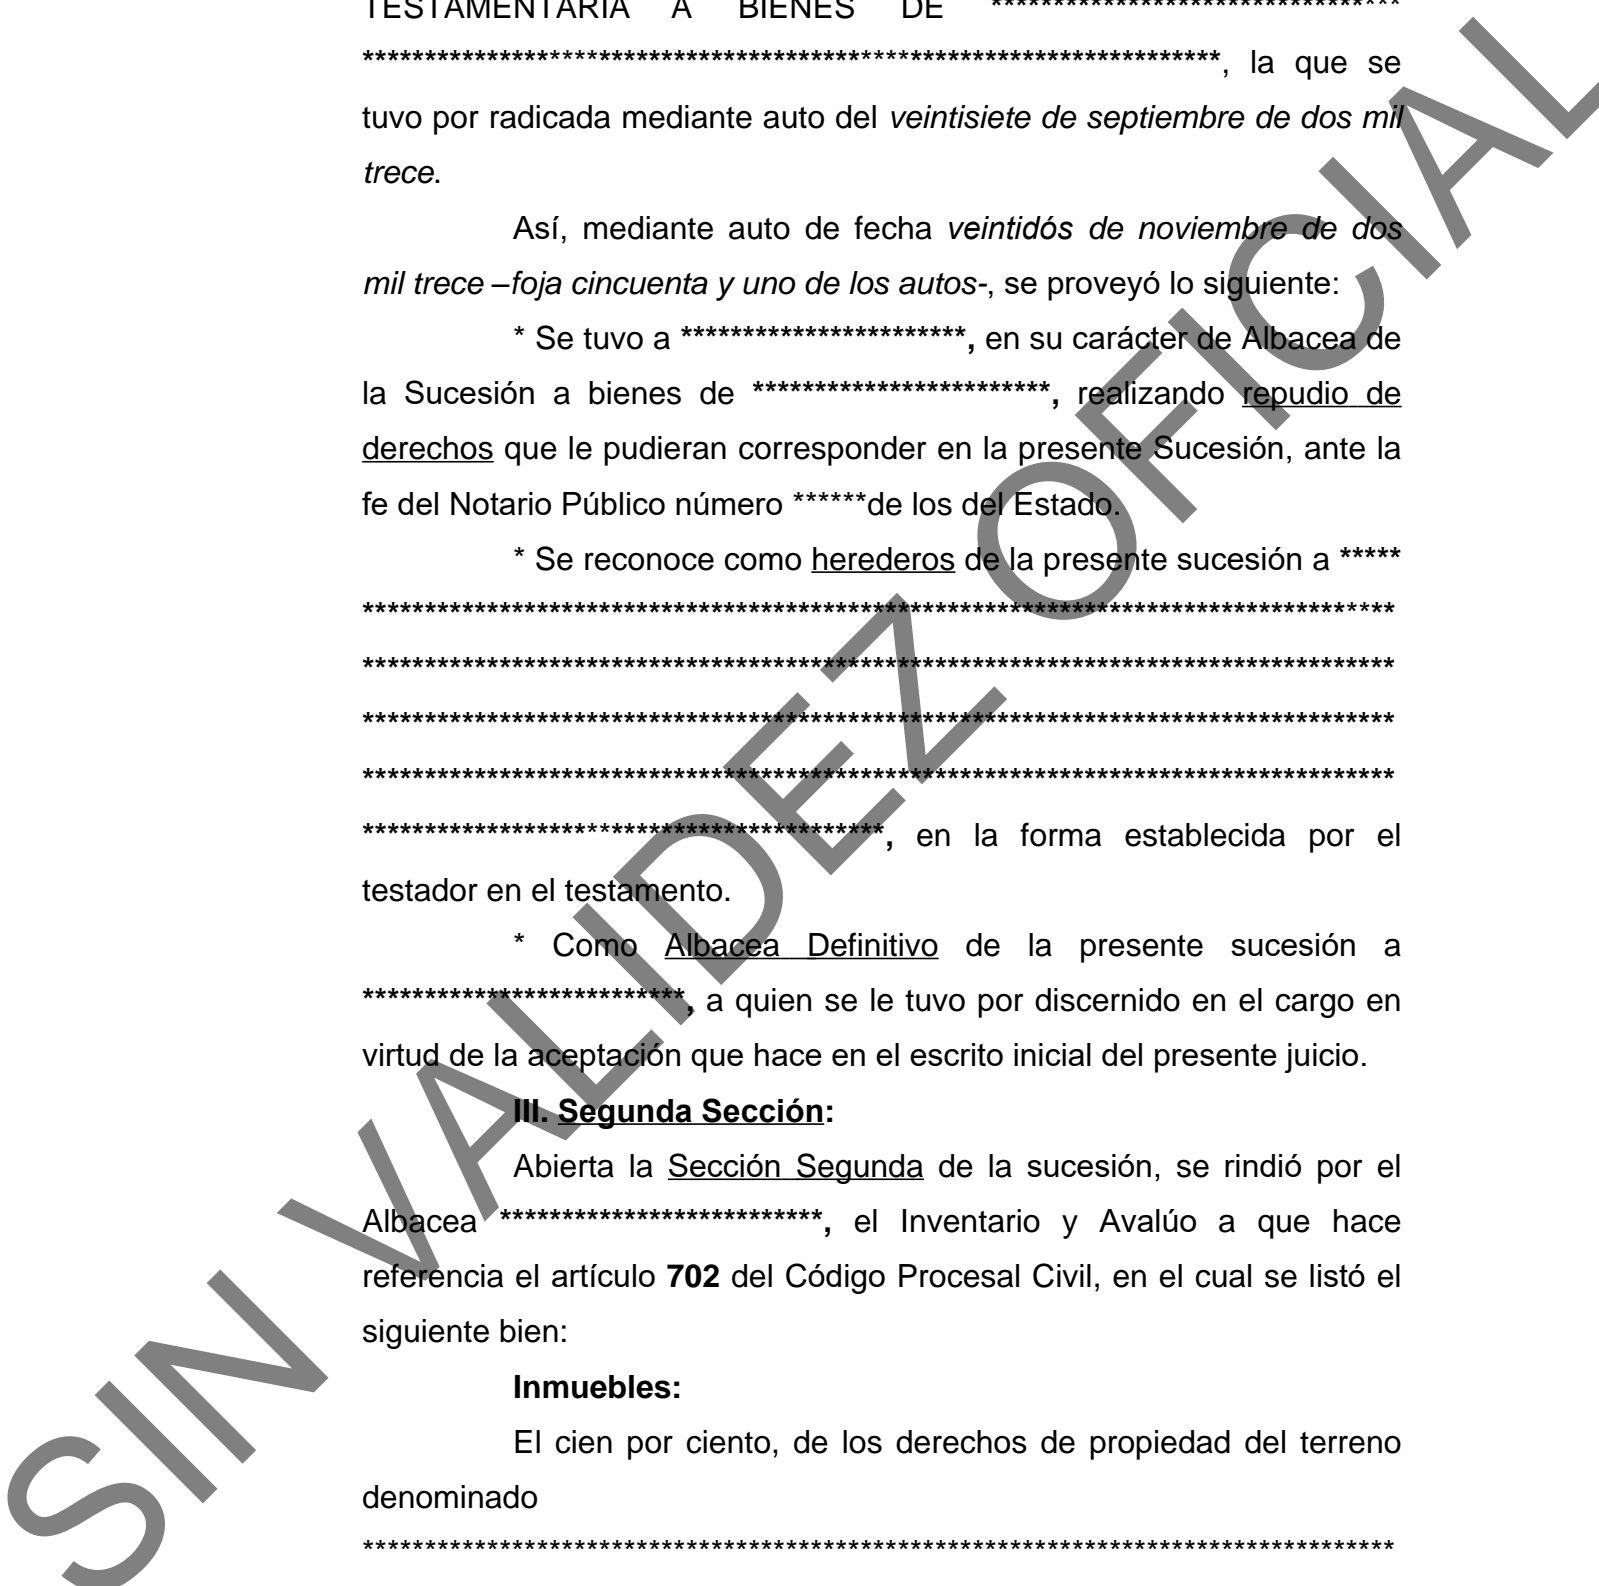 TESTAMENTARIA A BIENES DE *********************************
*********************************************************************, la que se
tuvo por radicada mediante auto del veintisiete de septiembre de dos mil
trece.
Así, mediante auto de fecha veintidós de noviembre de dos
mil trece –foja cincuenta y uno de los autos-, se proveyó lo siguiente:
* Se tuvo a ***********************, en su carácter de Albacea de
la Sucesión a bienes de ************************, realizando repudio de
derechos que le pudieran corresponder en la presente Sucesión, ante la
fe del Notario Público número ******de los del Estado.
* Se reconoce como herederos de la presente sucesión a *****
***********************************************************************************
***********************************************************************************
***********************************************************************************
***********************************************************************************
******************************************, en la forma establecida por el
testador en el testamento.
* Como Albacea Definitivo de la presente sucesión a
**************************, a quien se le tuvo por discernido en el cargo en
virtud de la aceptación que hace en el escrito inicial del presente juicio.
III. Segunda Sección:
Abierta la Sección Segunda de la sucesión, se rindió por el
Albacea **************************, el Inventario y Avalúo a que hace
referencia el artículo 702 del Código Procesal Civil, en el cual se listó el
siguiente bien:
Inmuebles:
El cien por ciento, de los derechos de propiedad del terreno
denominado
***********************************************************************************
SIN VALIDEZ OFICIAL